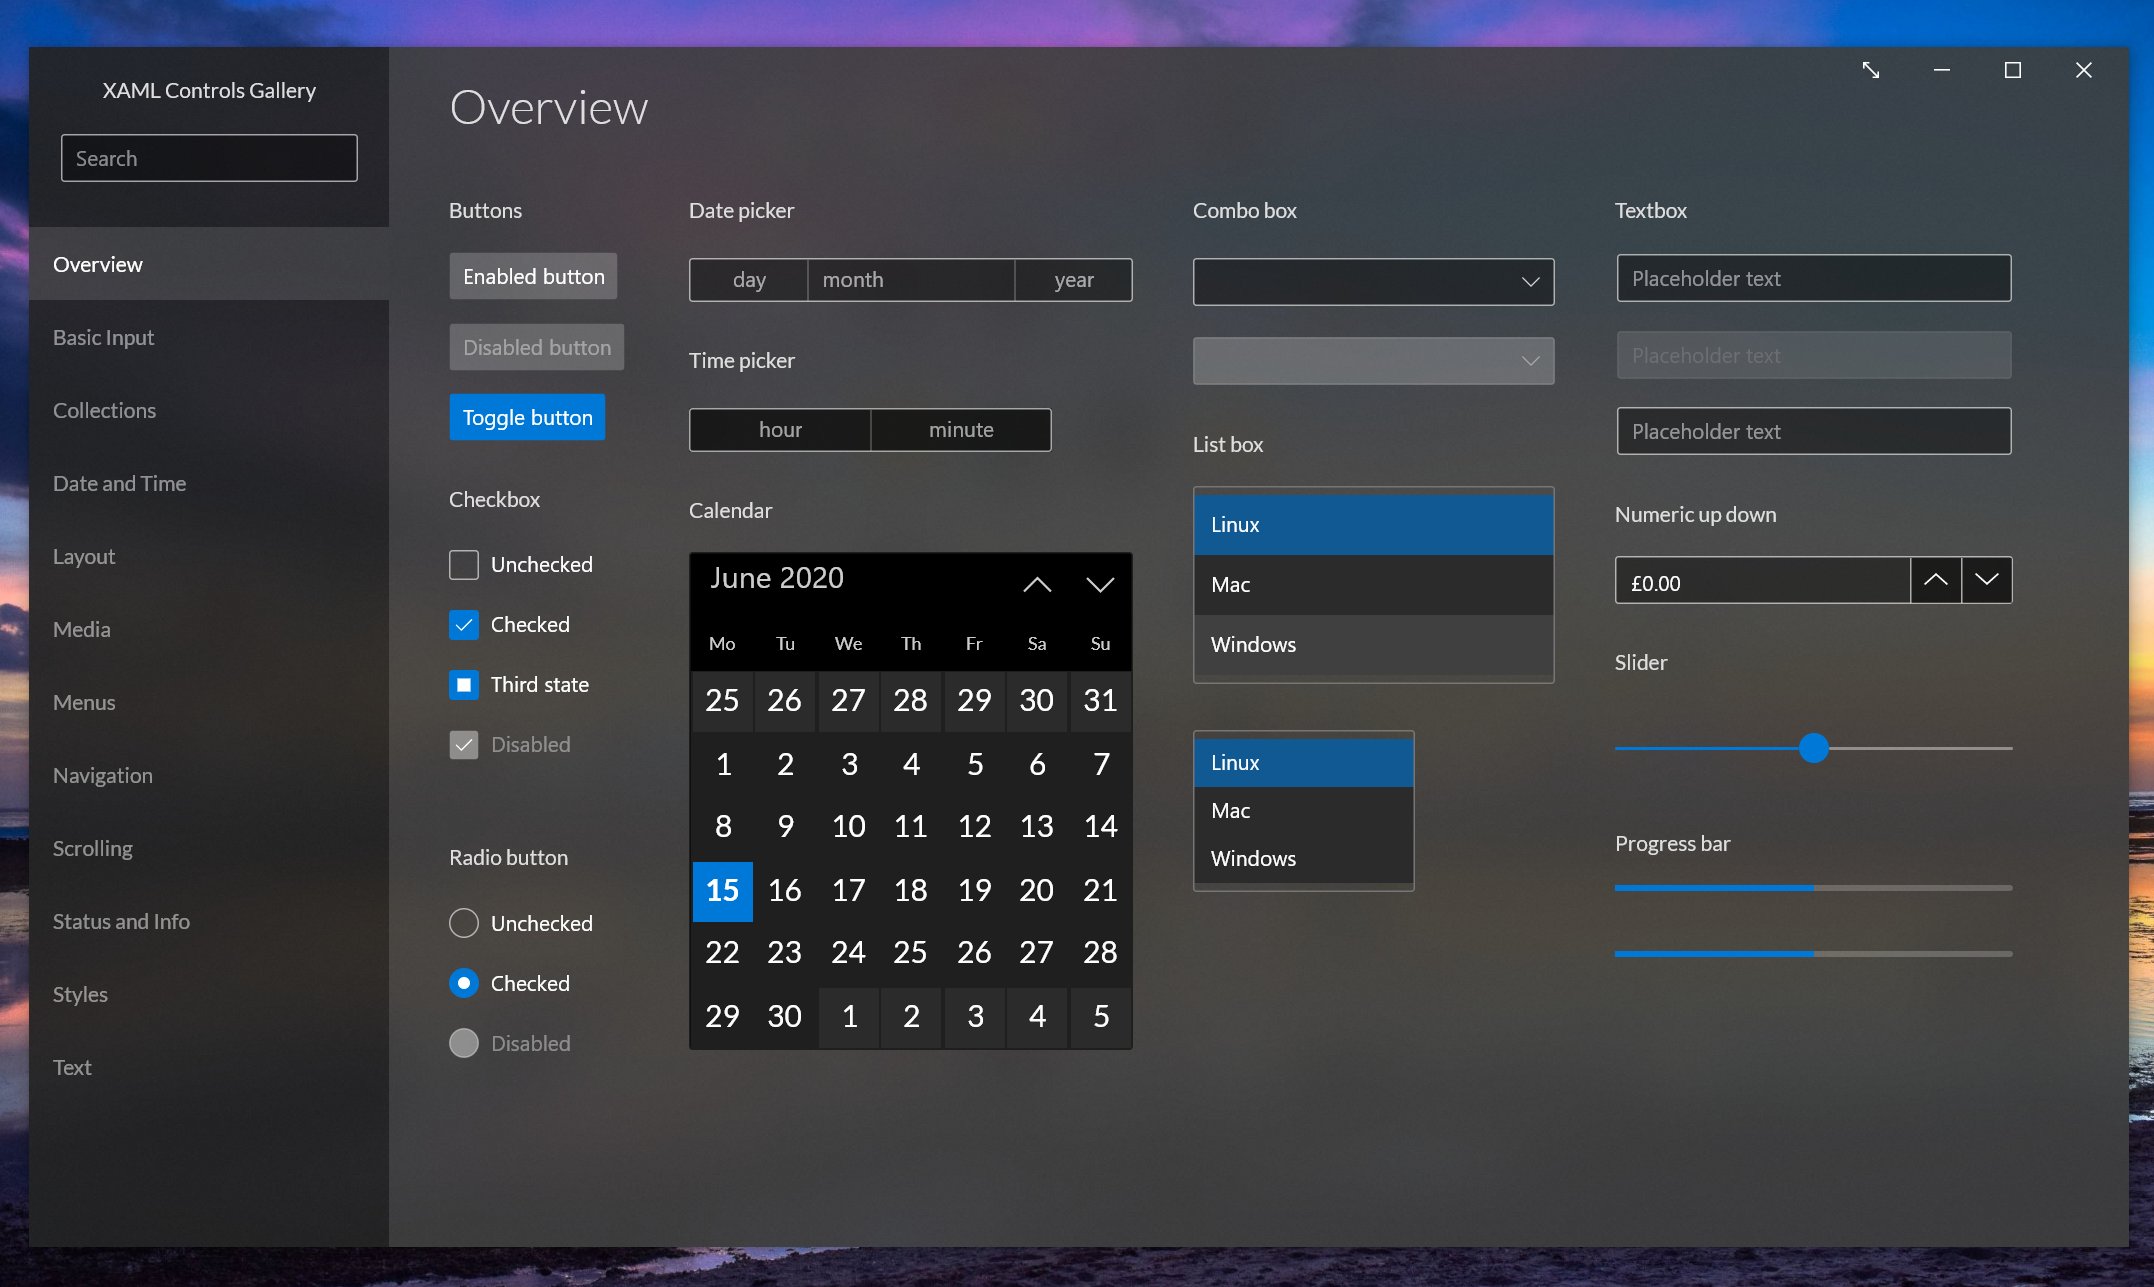 XAML Controls Gallery
Search
Overview
Basic Input
Collections
Date and Time
Layout
Media
Menus
Navigation
Scrolling
Status and Info
Styles
Text
Overview
Buttons
Enabled button
Disabled button
Toggle button
Checkbox
Unchecked
Checked
Third state
Disabled
Radio button
Unchecked
Checked
Disabled
Date picker
day month year
Time picker
hour minute
Calendar
June 2020
Mo Tu We Th Fr Sa Su
25 26 27 28 29 30 31
1 2 3 4 5 6 7
8 9 10 11 12 13 14
15 16 17 18 19 20 21
22 23 24 25 26 27 28
29 30 1 2 3 4 5
Combo box
List box
Linux
Mac
Windows
Linux
Mac
Windows
Textbox
Placeholder text
Placeholder text
Placeholder text
Numeric up down
£0.00
Slider
Progress bar